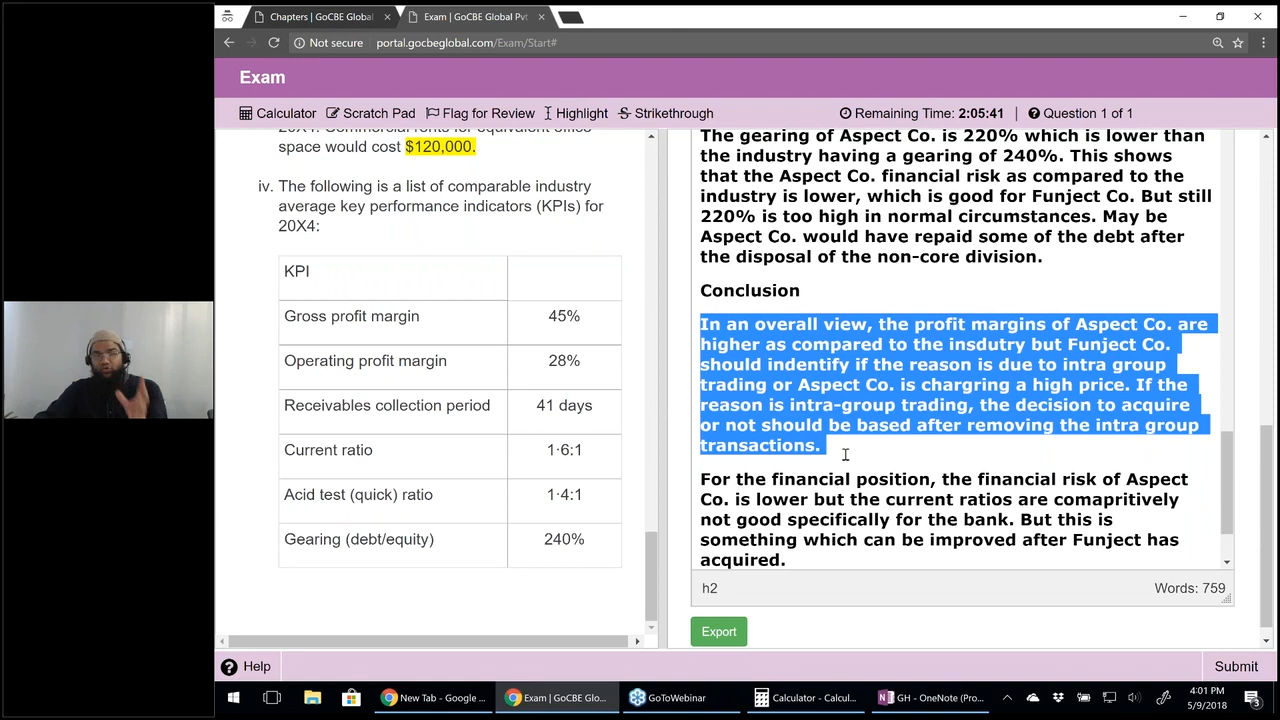 Chapters | GoCBE Global
Exam | GoCBE Global Pvt
Not secure
portal.gocbeglobal.com/Exam/Start#
Exam
Calculator
Scratch Pad
Flag for Review
Highlight
Strikethrough
Remaining Time: 2:05:41
Question 1 of 1
20X4. Commercial rents for equivalent office
space would cost $120,000.
iv. The following is a list of comparable industry
average key performance indicators (KPIs) for
20X4:
KPI
Gross profit margin 45%
Operating profit margin 28%
Receivables collection period 41 days
Current ratio 1·6:1
Acid test (quick) ratio 1·4:1
Gearing (debt/equity) 240%
The gearing of Aspect Co. is 220% which is lower than
the industry having a gearing of 240%. This shows
that the Aspect Co. financial risk as compared to the
industry is lower, which is good for Funject Co. But still
220% is too high in normal circumstances. May be
Aspect Co. would have repaid some of the debt after
the disposal of the non-core division.
Conclusion
In an overall view, the profit margins of Aspect Co. are
higher as compared to the insdutry but Funject Co.
should indentify if the reason is due to intra group
trading or Aspect Co. is chargring a high price. If the
reason is intra-group trading, the decision to acquire
or not should be based after removing the intra group
transactions.
For the financial position, the financial risk of Aspect
Co. is lower but the current ratios are comapritively
not good specifically for the bank. But this is
something which can be improved after Funject has
acquired.
h2
Words: 759
Export
Help
Submit
New Tab - Google ...
Exam | GoCBE Glo...
GoToWebinar
Calculator - Calcul...
GH - OneNote (Pro...
4:01 PM
5/9/2018
3